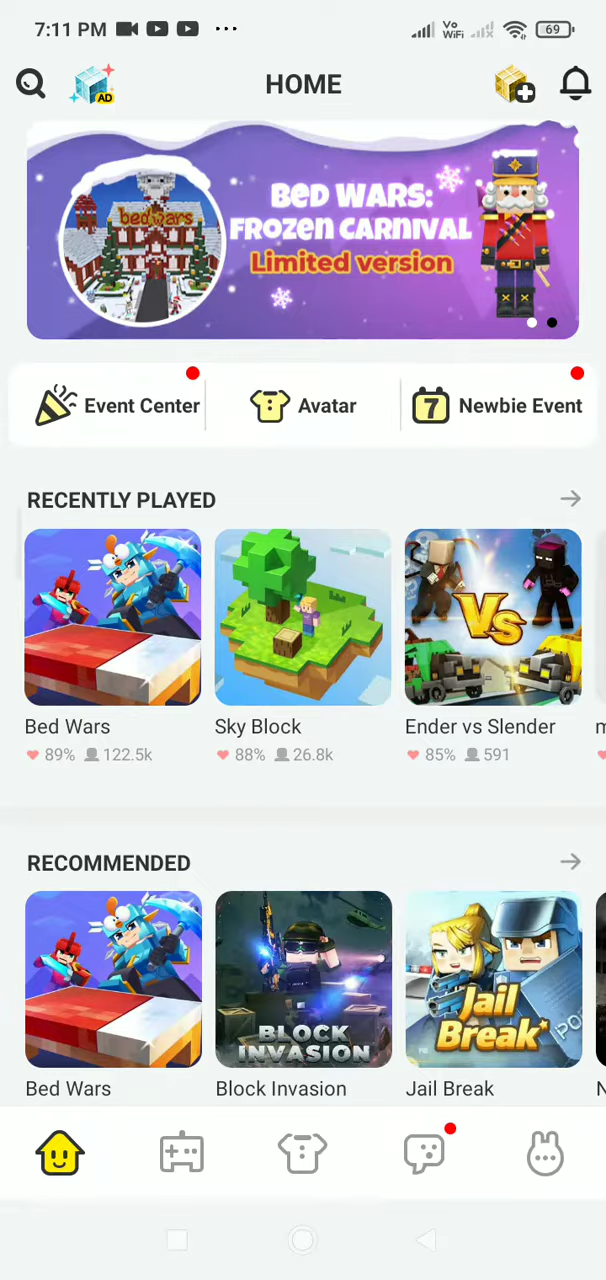 7:11 PM ... Vo WiFi 69
AD
HOME
bedwars
BED WARS:
FROZEN CARNIVAL
Limited version
Event Center
Avatar
7
Newbie Event
RECENTLY PLAYED
Vs
Bed Wars
89% 122.5k
Sky Block
88% 26.8k
Ender vs Slender
85% 591
m
RECOMMENDED
BLOCK
INVASION
Jail
Break
Bed Wars
Block Invasion
Jail Break
N